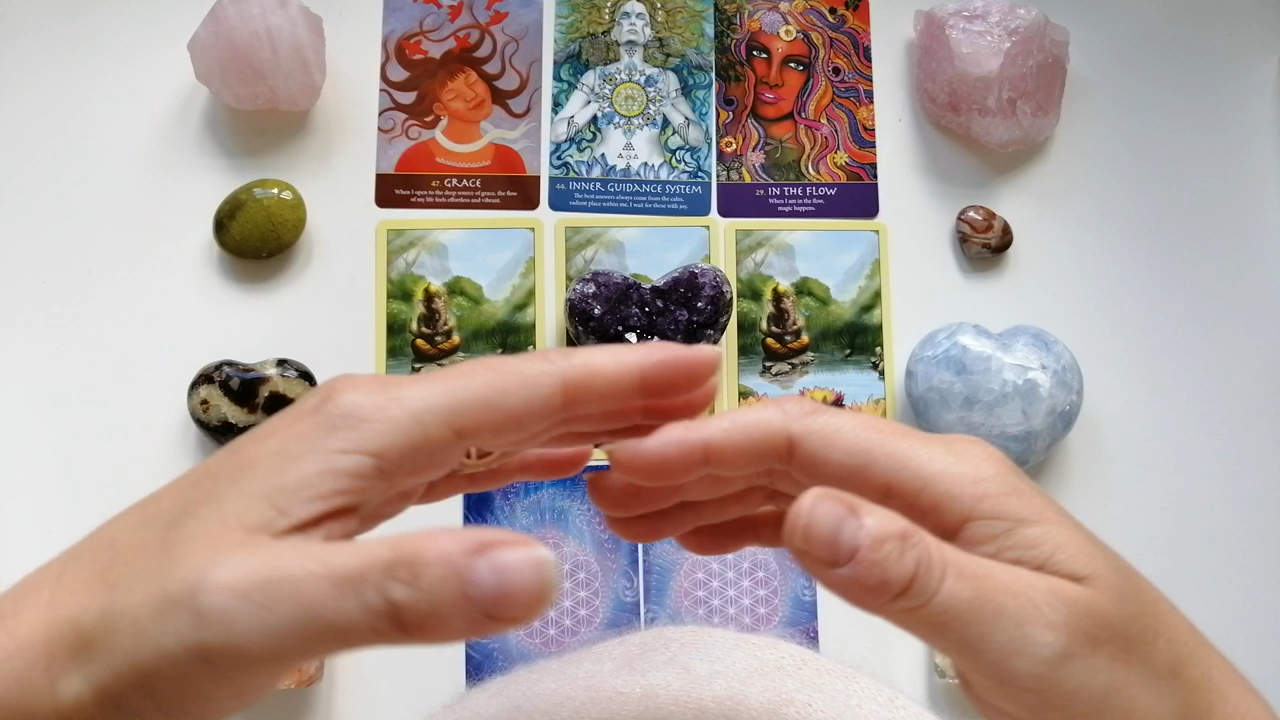 47. GRACE
When I open to the deep source of grace, the flow
of my life feels effortless and vibrant.
44. INNER GUIDANCE SYSTEM
The best answers always come from the calm,
radiant place within me. I wait for these with joy.
29. IN THE FLOW
When I am in the flow,
magic happens.